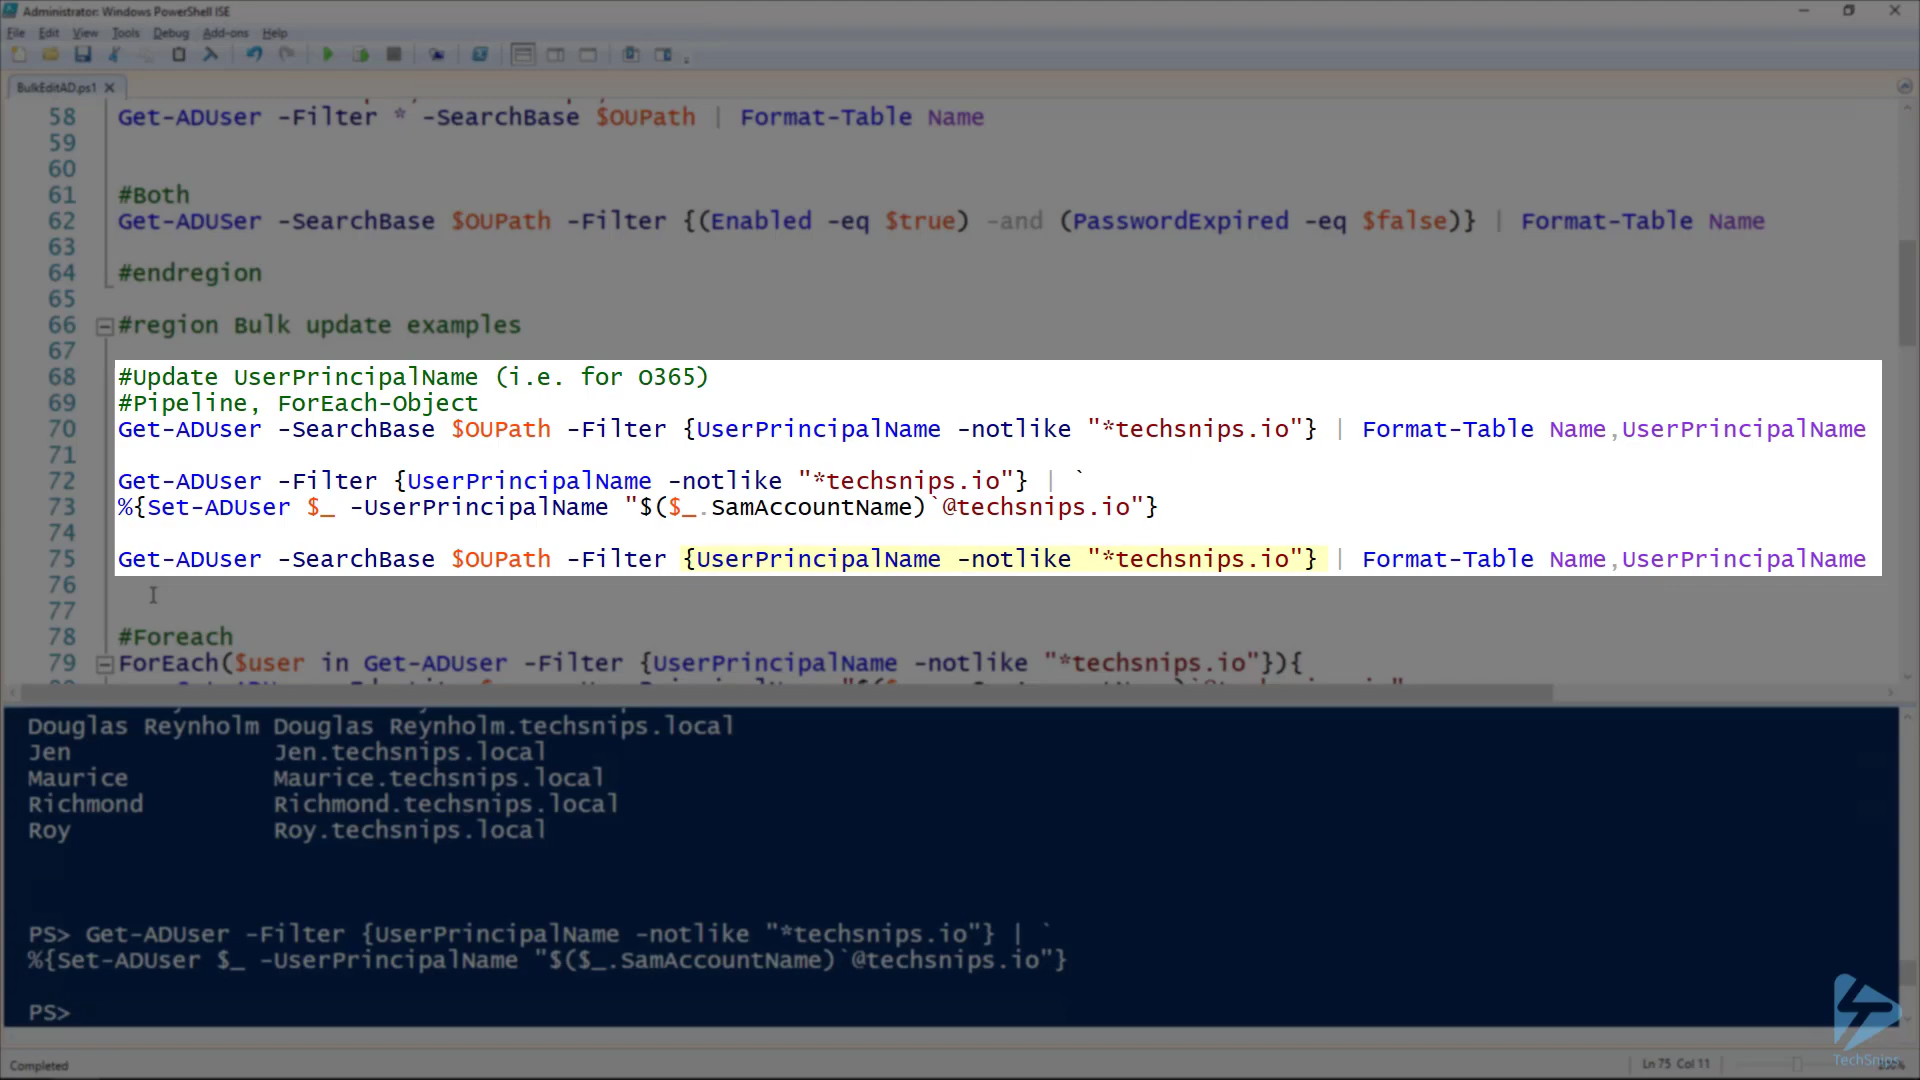 Administrator: Windows PowerShell ISE
File Edit View Tools Debug Add-ons Help
BulkEditAD.ps1
58 Get-ADUser -Filter * -SearchBase $OUPath | Format-Table Name
59
60
61 #Both
62 Get-ADUSer -SearchBase $OUPath -Filter {(Enabled -eq $true) -and (PasswordExpired -eq $false)} | Format-Table Name
63
64 #endregion
65
66 #region Bulk update examples
67
68 #Update UserPrincipalName (i.e. for O365)
69 #Pipeline, ForEach-Object
70 Get-ADUser -SearchBase $OUPath -Filter {UserPrincipalName -notlike "*techsnips.io"} | Format-Table Name,UserPrincipalName
71
72 Get-ADUser -Filter {UserPrincipalName -notlike "*techsnips.io"} | `
73 %{Set-ADUser $_ -UserPrincipalName "$($_.SamAccountName)`@techsnips.io"}
74
75 Get-ADUser -SearchBase $OUPath -Filter {UserPrincipalName -notlike "*techsnips.io"} | Format-Table Name,UserPrincipalName
76
77
78 #Foreach
79 ForEach($user in Get-ADUser -Filter {UserPrincipalName -notlike "*techsnips.io"}){
Douglas Reynholm Douglas Reynholm.techsnips.local
Jen Jen.techsnips.local
Maurice Maurice.techsnips.local
Richmond Richmond.techsnips.local
Roy Roy.techsnips.local
PS> Get-ADUser -Filter {UserPrincipalName -notlike "*techsnips.io"} | `
%{Set-ADUser $_ -UserPrincipalName "$($_.SamAccountName)`@techsnips.io"}
PS>
TechSnips
Completed
Ln 75 Col 11